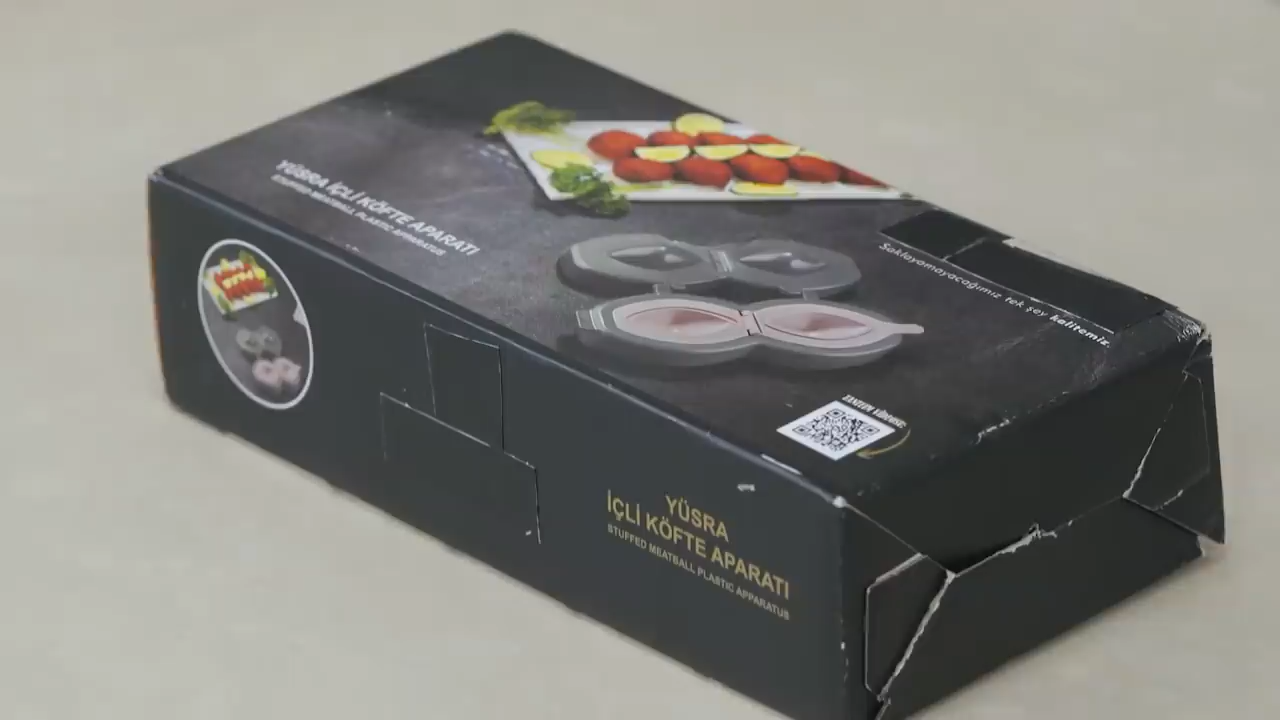 YÜSRA İÇLİ KÖFTE APARATI
STUFFED MEATBALL PLASTIC APPARATUS
Saklayamayacağımız tek şey kalitemiz.
YÜSRA
İÇLİ KÖFTE APARATI
STUFFED MEATBALL PLASTIC APPARATUS